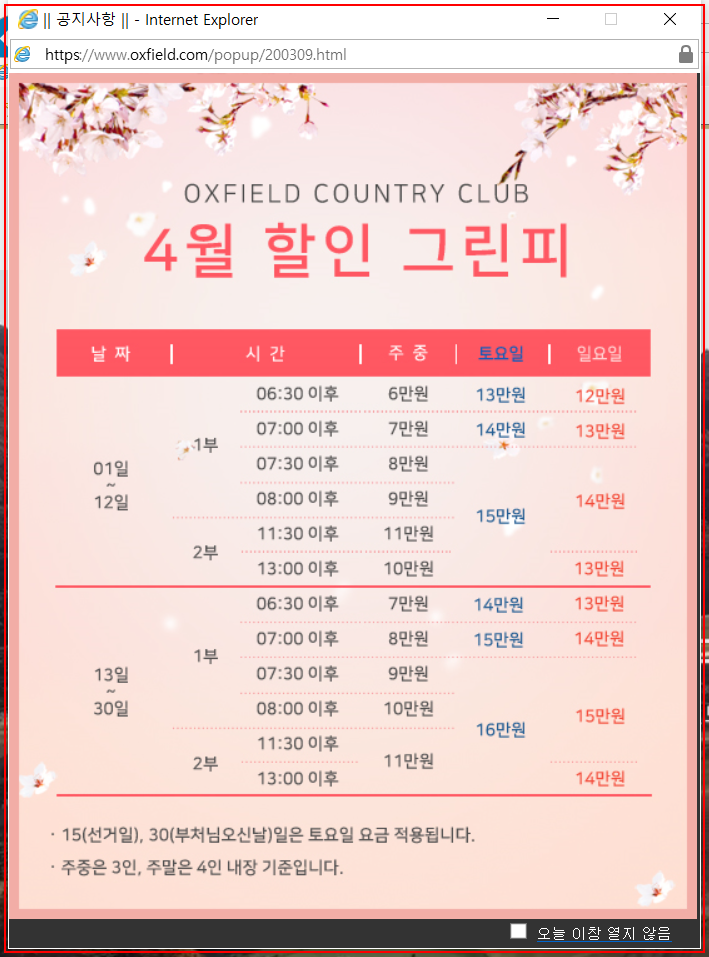 || 공지사항 || - Internet Explorer
https://www.oxfield.com/popup/200309.html
OXFIELD COUNTRY CLUB
4월 할인 그린피
날 짜 | 시 간 | 주 중 | 토요일 | 일요일
06:30 이후 6만원 13만원 12만원
07:00 이후 7만원 14만원 13만원
1부
07:30 이후 8만원
01일
~
12일
08:00 이후 9만원 14만원
15만원
11:30 이후 11만원
2부
13:00 이후 10만원 13만원
06:30 이후 7만원 14만원 13만원
07:00 이후 8만원 15만원 14만원
1부
07:30 이후 9만원
13일
~
30일
08:00 이후 10만원 15만원
16만원
11:30 이후
2부 11만원
13:00 이후 14만원
· 15(선거일), 30(부처님오신날)일은 토요일 요금 적용됩니다.
· 주중은 3인, 주말은 4인 내장 기준입니다.
오늘 이창 열지 않음